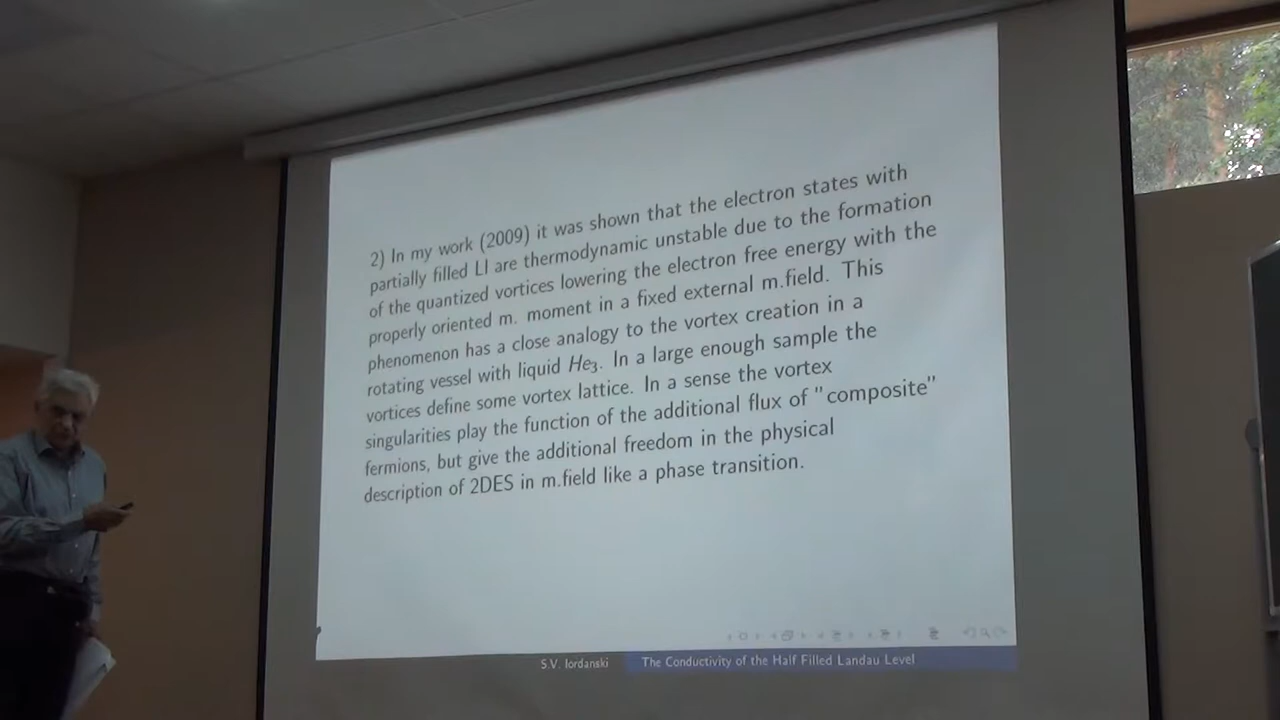 2) In my work (2009) it was shown that the electron states with
partially filled Ll are thermodynamic unstable due to the formation
of the quantized vortices lowering the electron free energy with the
properly oriented m. moment in a fixed external m.field. This
phenomenon has a close analogy to the vortex creation in a
rotating vessel with liquid He₃. In a large enough sample the
vortices define some vortex lattice. In a sense the vortex
singularities play the function of the additional flux of "composite"
fermions, but give the additional freedom in the physical
description of 2DES in m.field like a phase transition.
S.V. Iordanski The Conductivity of the Half Filled Landau Level